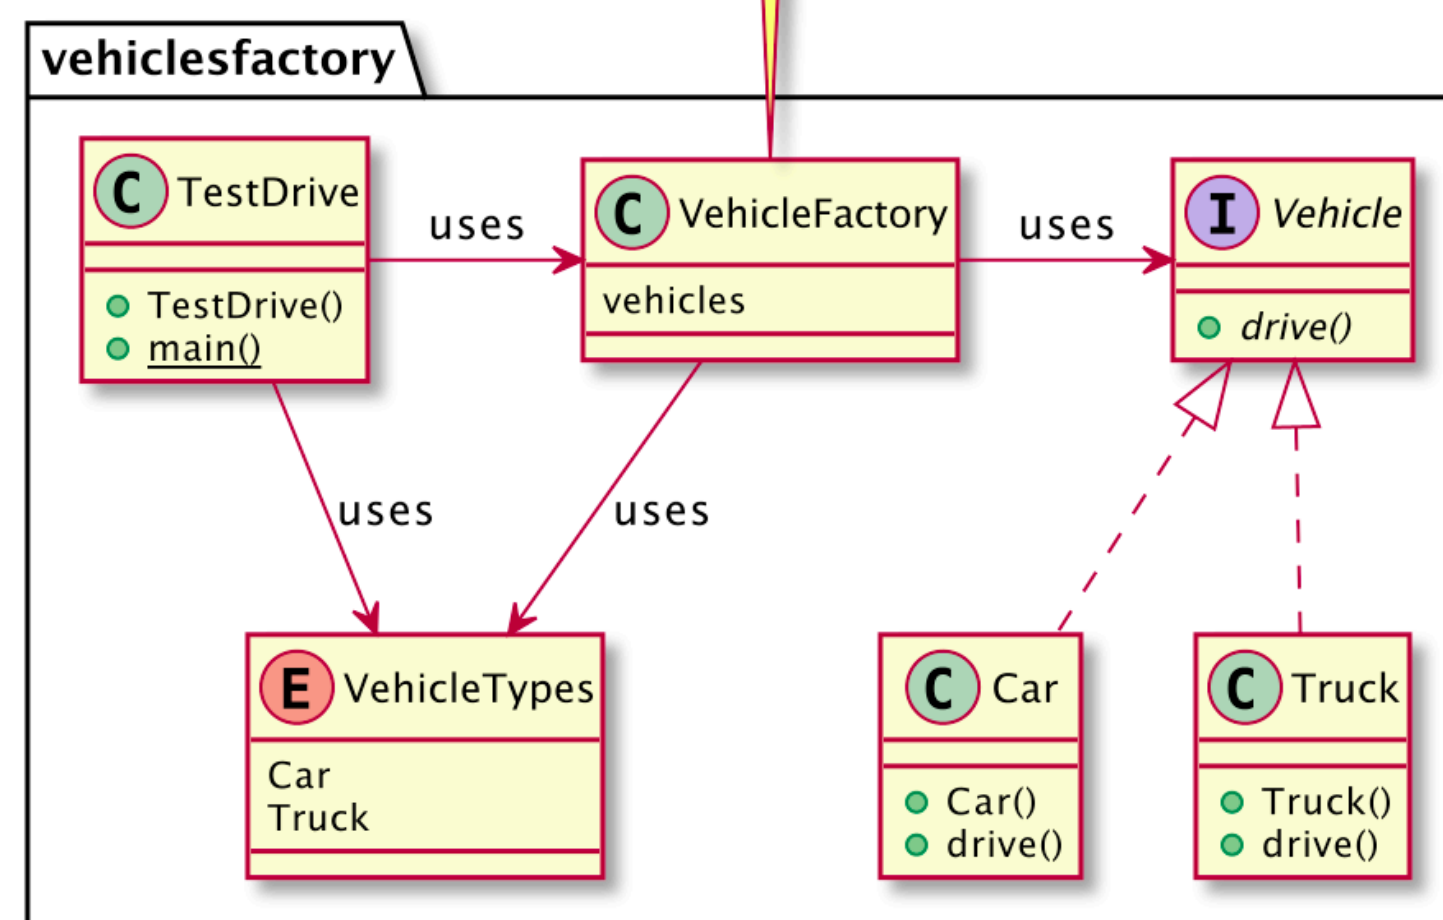 vehiclesfactory
C TestDrive
TestDrive()
main()
uses
C VehicleFactory
vehicles
uses
I Vehicle
drive()
uses
uses
E VehicleTypes
Car
Truck
C Car
Car()
drive()
C Truck
Truck()
drive()